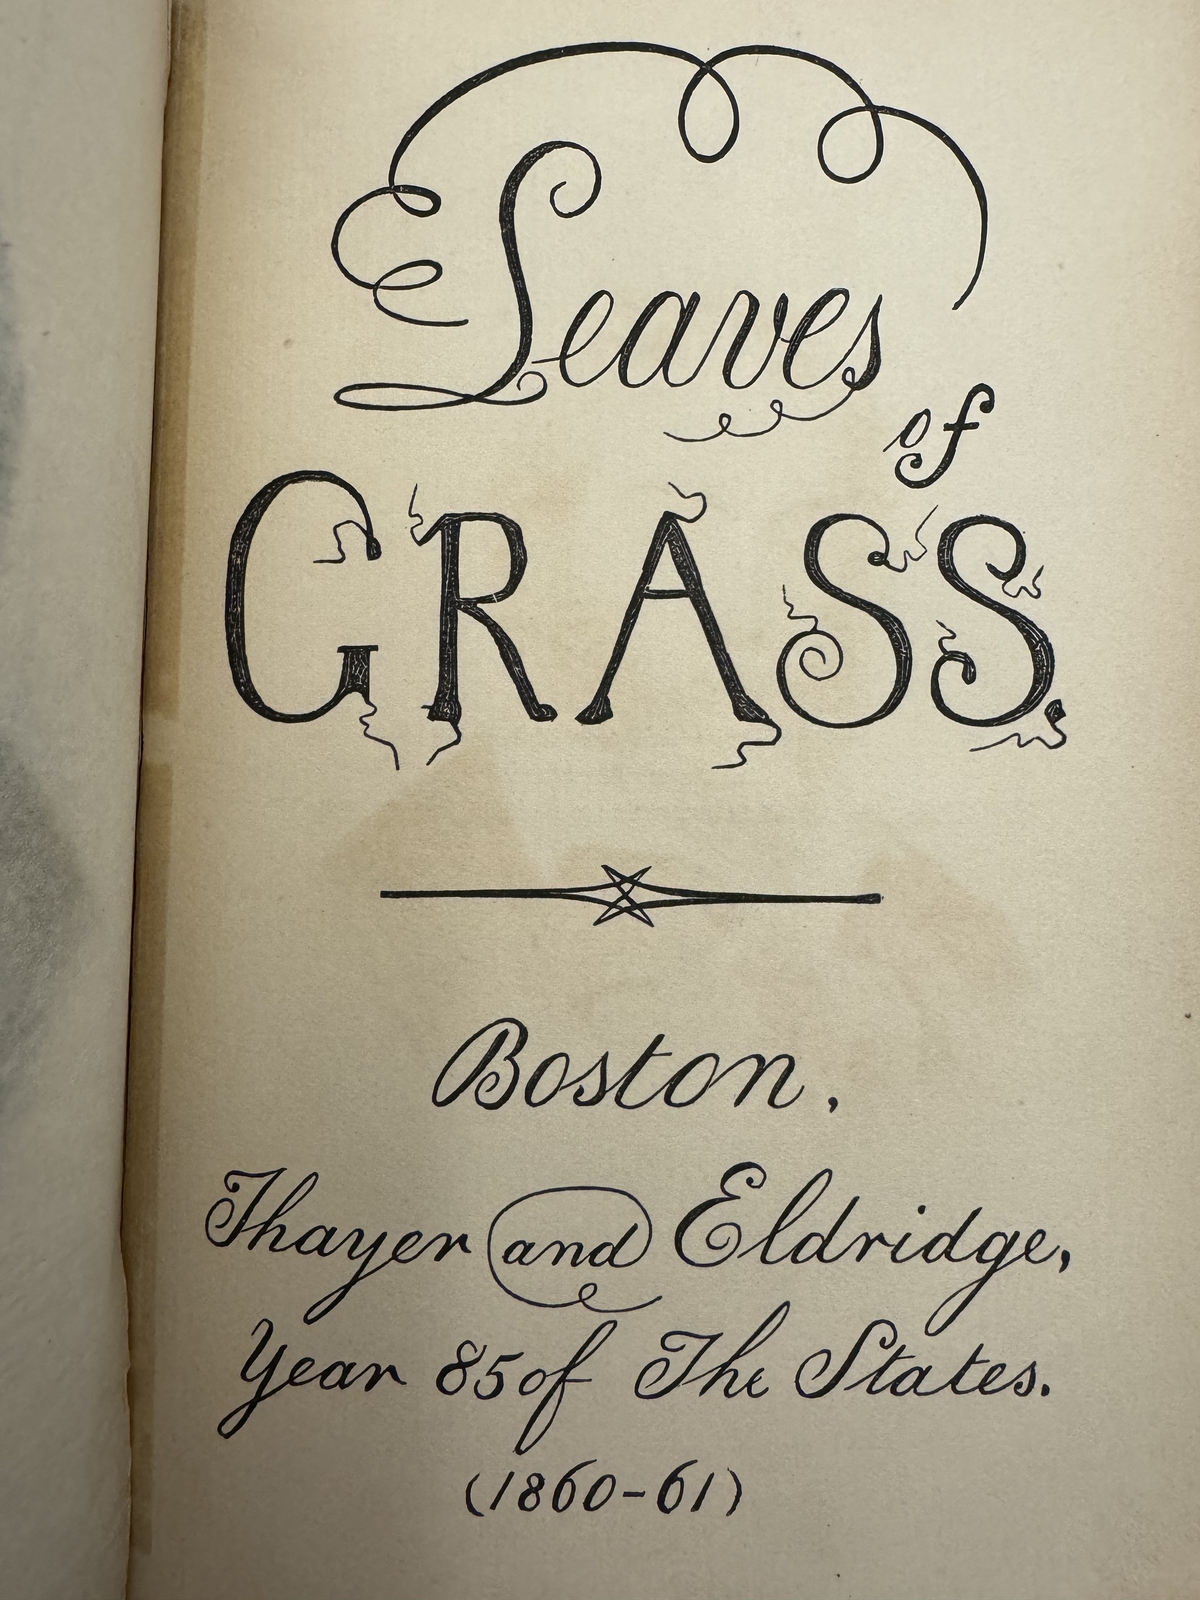 Leaves
of
GRASS.
Boston,
Thayer and Eldridge,
Year 85 of The States.
(1860-61)